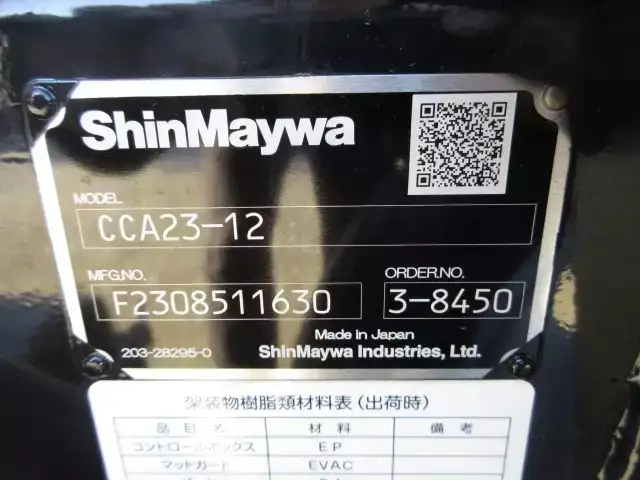 ShinMaywa
MODEL
CCA23-12
MFG.NO. ORDER.NO.
F2308511630 3-8450
Made in Japan
203-28295-0 ShinMaywa Industries, Ltd.
架装物樹脂類材料表(出荷時)
品名 材料 備考
コントロールボックス EP
マッドガード EVAC